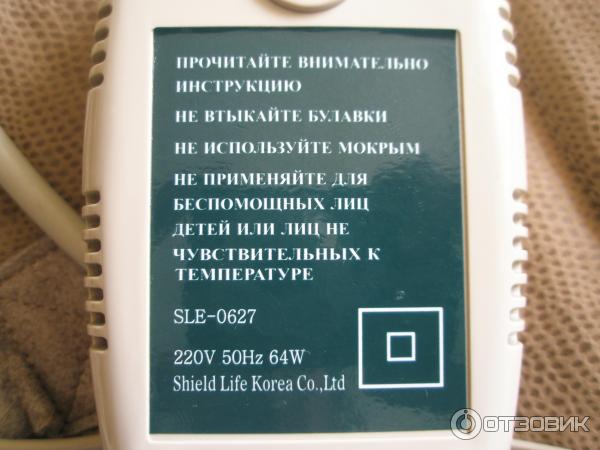 ПРОЧИТАЙТЕ ВНИМАТЕЛЬНО
ИНСТРУКЦИЮ
НЕ ВТЫКАЙТЕ БУЛАВКИ
НЕ ИСПОЛЬЗУЙТЕ МОКРЫМ
НЕ ПРИМЕНЯЙТЕ ДЛЯ
БЕСПОМОЩНЫХ ЛИЦ
ДЕТЕЙ ИЛИ ЛИЦ НЕ
ЧУВСТВИТЕЛЬНЫХ К
ТЕМПЕРАТУРЕ
SLE-0627
220V 50Hz 64W
Shield Life Korea Co.,Ltd
ОТЗОВИК